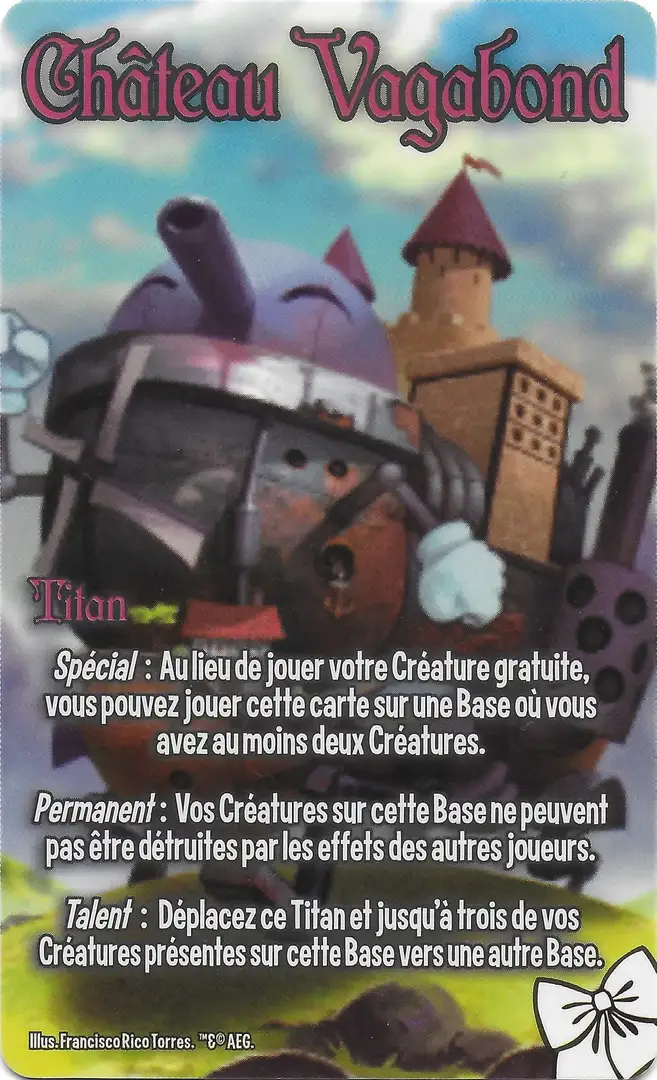 Château Vagabond
Titan
Spécial : Au lieu de jouer votre Créature gratuite,
vous pouvez jouer cette carte sur une Base où vous
avez au moins deux Créatures.
Permanent : Vos Créatures sur cette Base ne peuvent
pas être détruites par les effets des autres joueurs.
Talent : Déplacez ce Titan et jusqu'à trois de vos
Créatures présentes sur cette Base vers une autre Base.
Illus. Francisco Rico Torres. ™&© AEG.